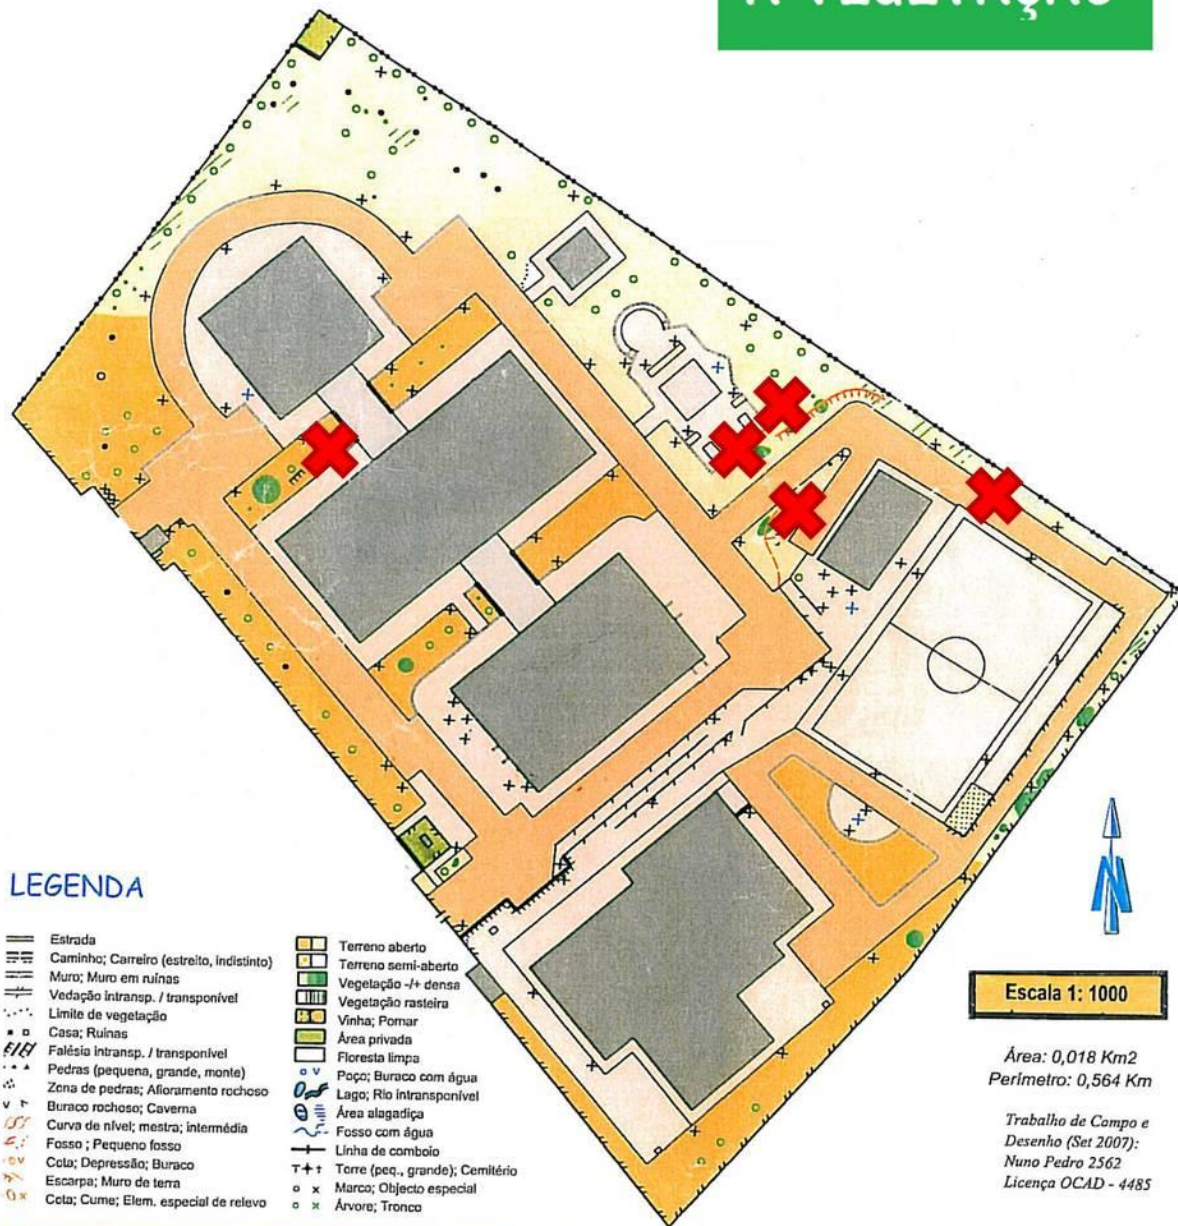 A VEGETAÇÃO
LEGENDA
Estrada
Caminho; Carreiro (estreito, indistinto)
Muro; Muro em ruínas
Vedação intransp. / transponível
Limite de vegetação
Casa; Ruinas
Falésia intransp. / transponível
Pedras (pequena, grande, monte)
Zona de pedras; Afloramento rochoso
Buraco rochoso; Caverna
Curva de nível; mestra; intermédia
Fosso ; Pequeno fosso
Cota; Depressão; Buraco
Escarpa; Muro de terra
Cota; Cume; Elem. especial de relevo
Terreno aberto
Terreno semi-aberto
Vegetação -/+ densa
Vegetação rasteira
Vinha; Pomar
Área privada
Floresta limpa
Poço; Buraco com água
Lago; Rio intransponível
Área alagadiça
Fosso com água
Linha de comboio
Torre (peq., grande); Cemitério
Marco; Objecto especial
Árvore; Tronco
N
Escala 1: 1000
Área: 0,018 Km2
Perímetro: 0,564 Km
Trabalho de Campo e
Desenho (Set 2007):
Nuno Pedro 2562
Licença OCAD - 4485